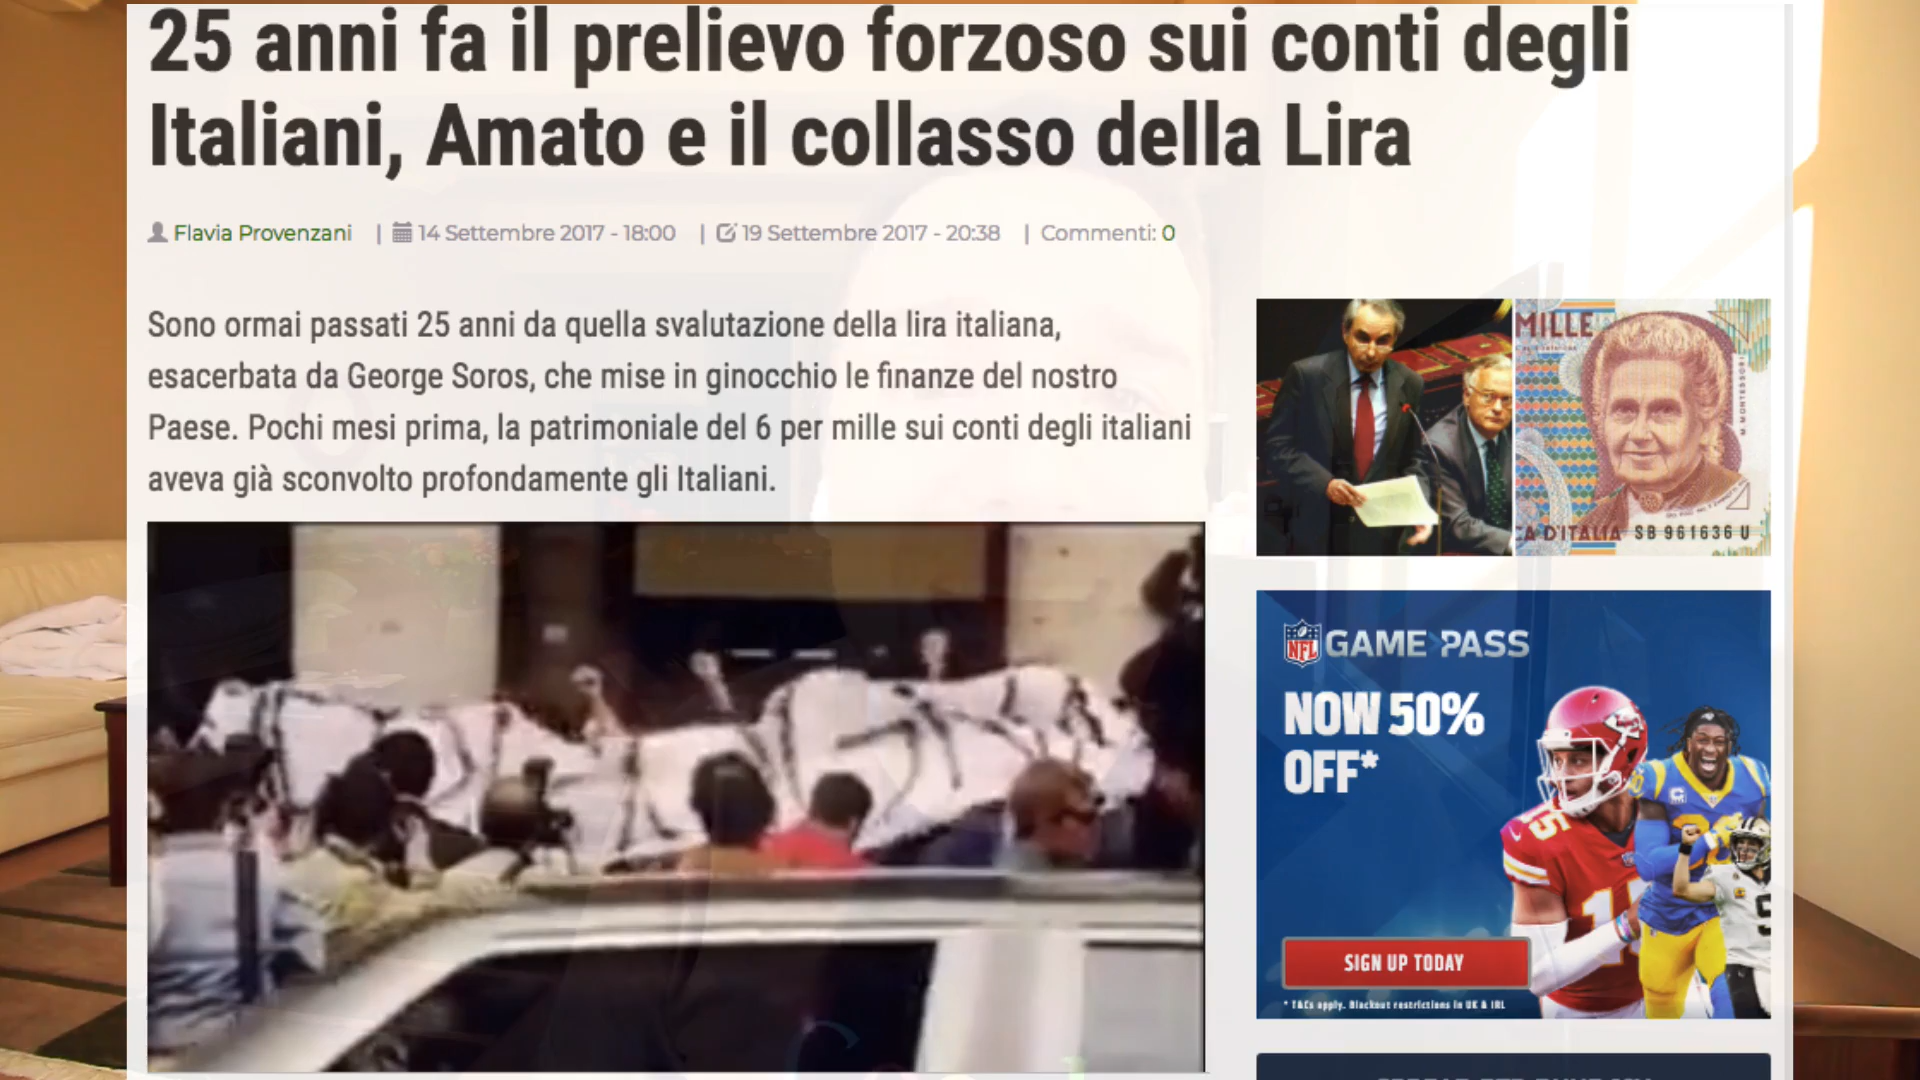 25 anni fa il prelievo forzoso sui conti degli
Italiani, Amato e il collasso della Lira
Flavia Provenzani | 14 Settembre 2017 - 18:00 | 19 Settembre 2017 - 20:38 | Commenti: 0
Sono ormai passati 25 anni da quella svalutazione della lira italiana,
esacerbata da George Soros, che mise in ginocchio le finanze del nostro
Paese. Pochi mesi prima, la patrimoniale del 6 per mille sui conti degli italiani
aveva già sconvolto profondamente gli Italiani.
MILLE
M. MONTESSORI
CA D'ITALIA SB 961636 U
NFL GAME PASS
NOW 50%
OFF*
15
SIGN UP TODAY
* T&Cs apply. Blackout restrictions in UK & IRL